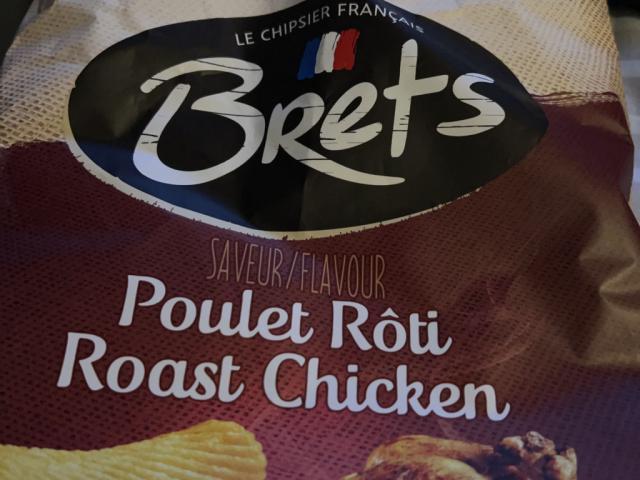 LE CHIPSIER FRANÇAIS
BRets
SAVEUR/FLAVOUR
Poulet Rôti
Roast Chicken